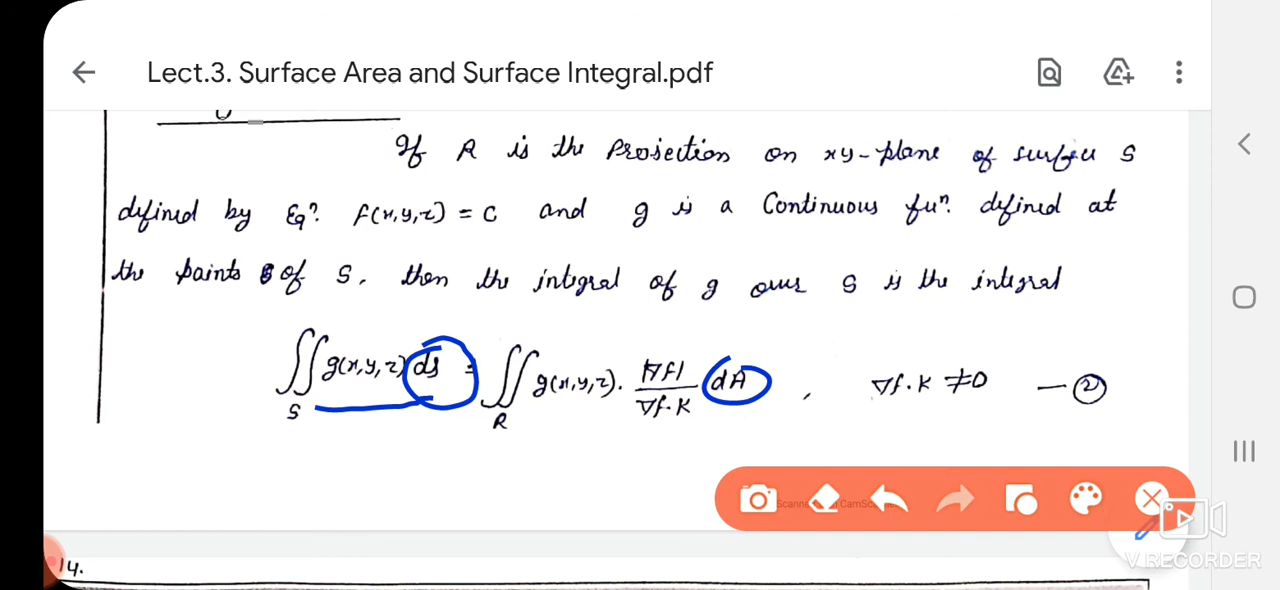 Lect.3. Surface Area and Surface Integral.pdf
If R is the Projection on xy-plane of surface S
defined by Eqn. f(x,y,z) = c and g is a Continuous fun. defined at
the points of S. then the integral of g over S is the integral
∬_S g(x,y,z) ds = ∬_R g(x,y,z). |∇f| / ∇f.K dA , ∇f.K ≠ 0 — ②
V RECORDER
14.